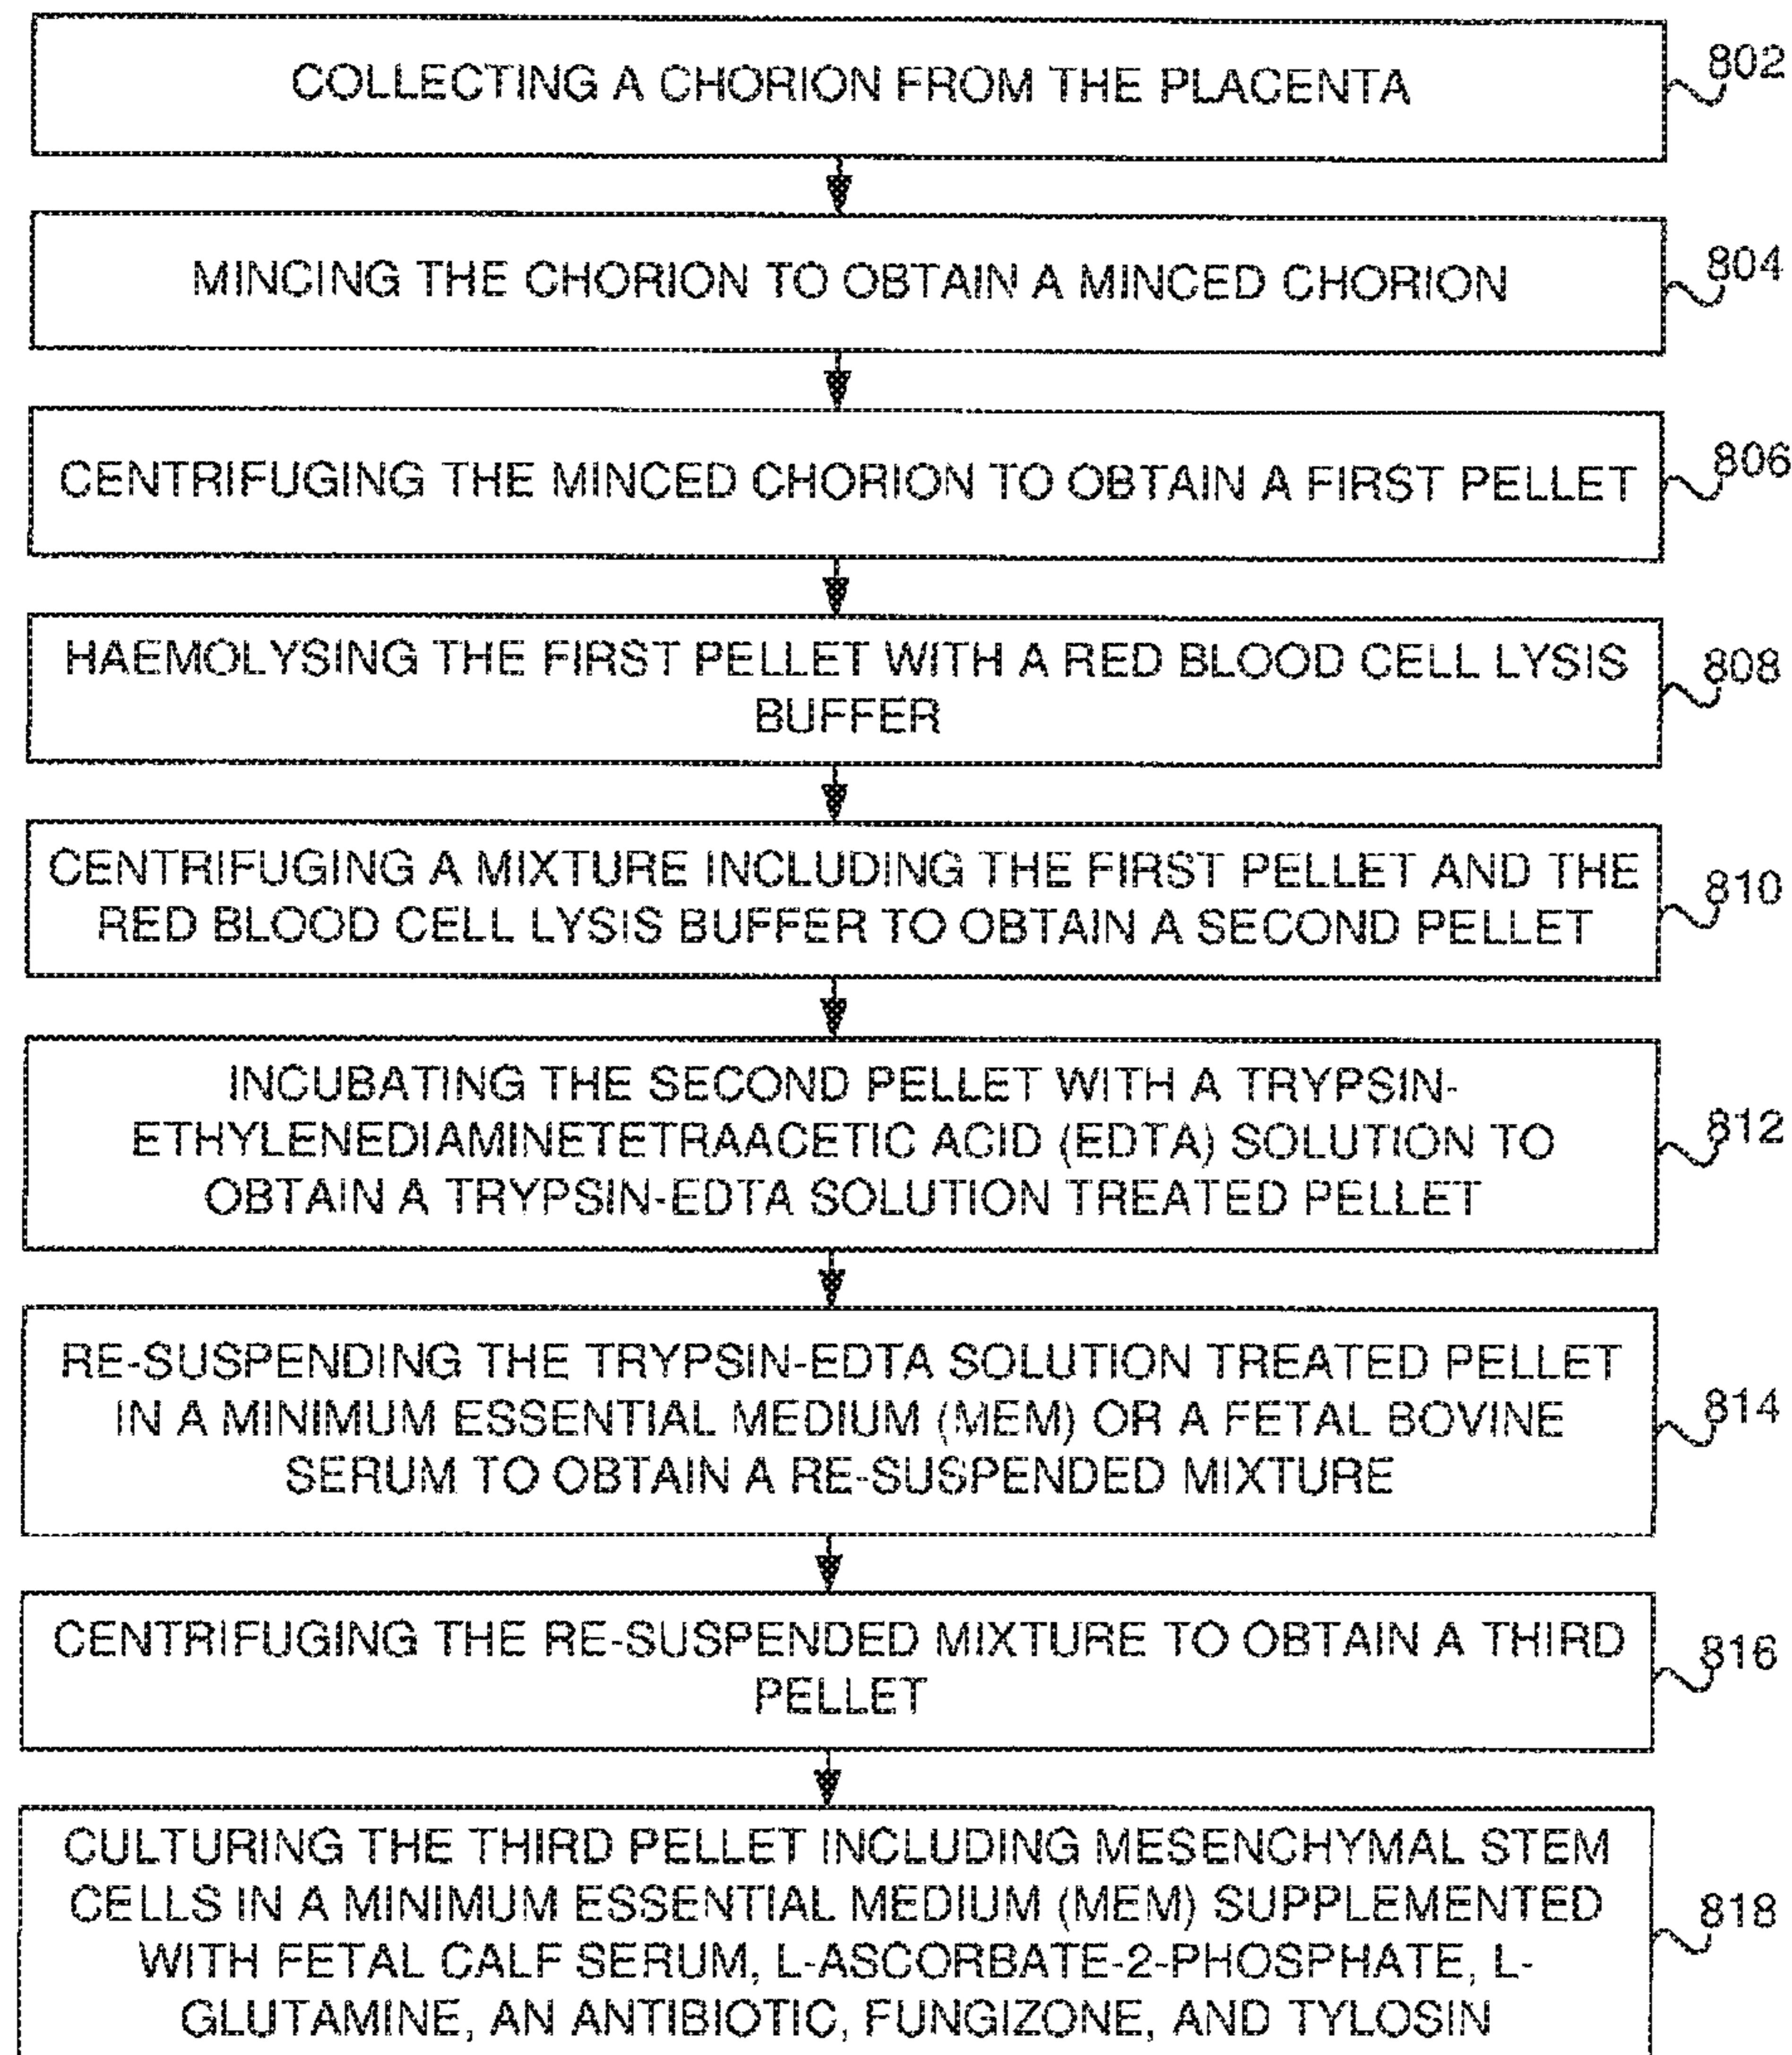 COLLECTING A CHORION FROM THE PLACENTA
802
MINCING THE CHORION TO OBTAIN A MINCED CHORION
804
CENTRIFUGING THE MINCED CHORION TO OBTAIN A FIRST PELLET
806
HAEMOLYSING THE FIRST PELLET WITH A RED BLOOD CELL LYSIS
BUFFER
808
CENTRIFUGING A MIXTURE INCLUDING THE FIRST PELLET AND THE
RED BLOOD CELL LYSIS BUFFER TO OBTAIN A SECOND PELLET
810
INCUBATING THE SECOND PELLET WITH A TRYPSIN-
ETHYLENEDIAMINETETRAACETIC ACID (EDTA) SOLUTION TO
OBTAIN A TRYPSIN-EDTA SOLUTION TREATED PELLET
812
RE-SUSPENDING THE TRYPSIN-EDTA SOLUTION TREATED PELLET
IN A MINIMUM ESSENTIAL MEDIUM (MEM) OR A FETAL BOVINE
SERUM TO OBTAIN A RE-SUSPENDED MIXTURE
814
CENTRIFUGING THE RE-SUSPENDED MIXTURE TO OBTAIN A THIRD
PELLET
816
CULTURING THE THIRD PELLET INCLUDING MESENCHYMAL STEM
CELLS IN A MINIMUM ESSENTIAL MEDIUM (MEM) SUPPLEMENTED
WITH FETAL CALF SERUM, L-ASCORBATE-2-PHOSPHATE, L-
GLUTAMINE, AN ANTIBIOTIC, FUNGIZONE, AND TYLOSIN
818